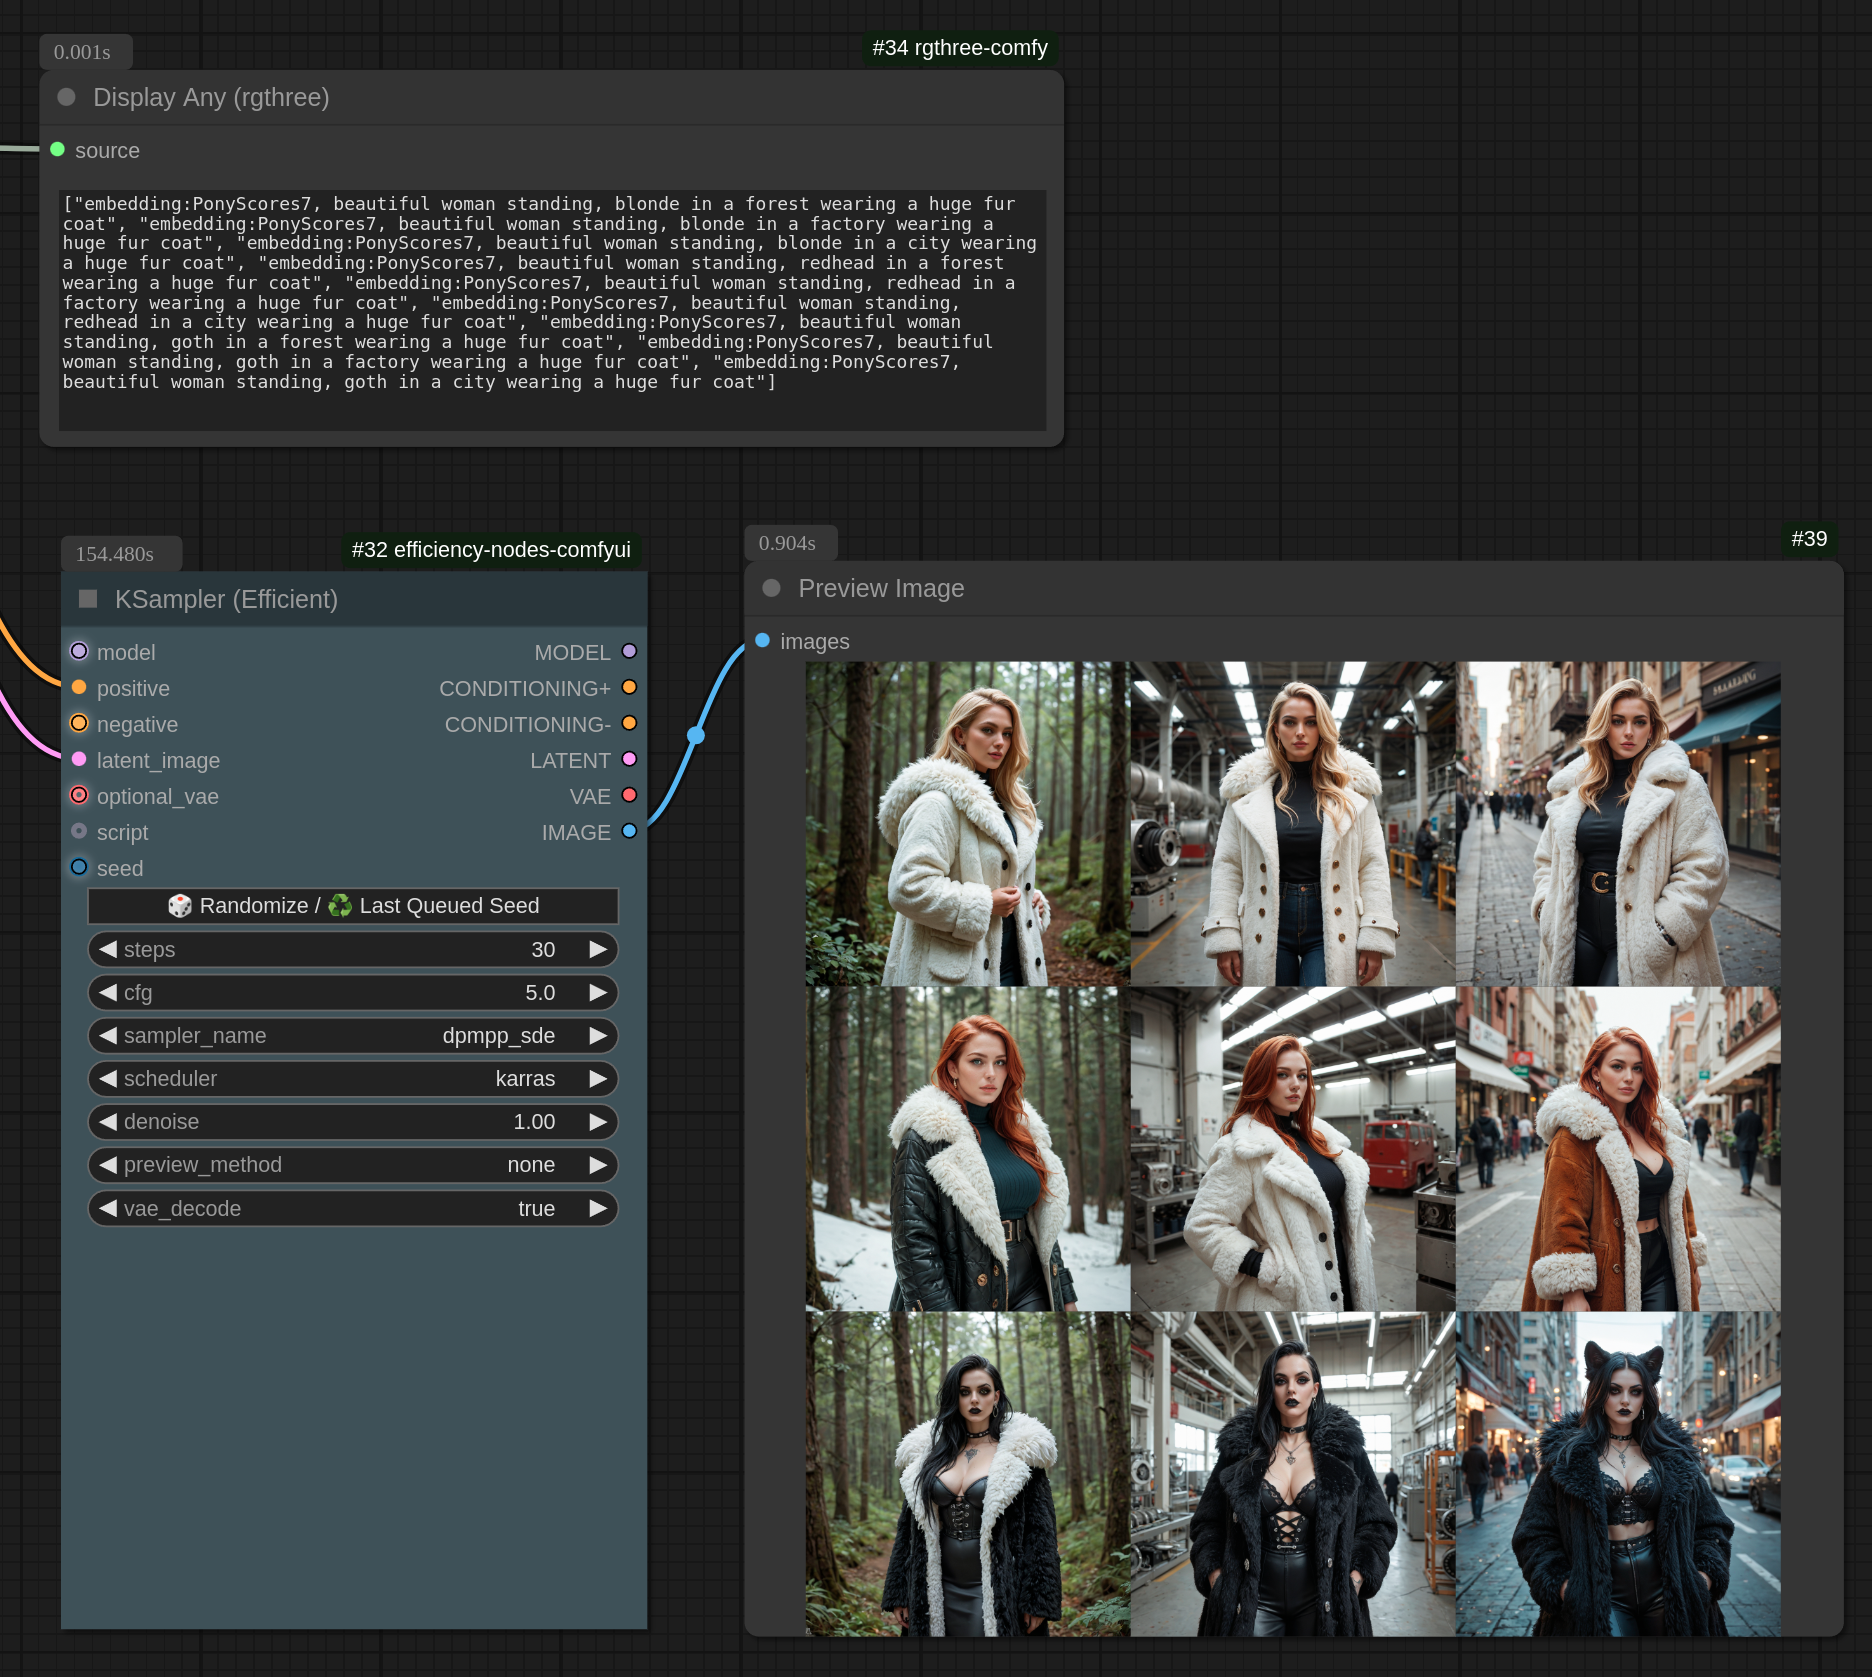 0.001s
#34 rgthree-comfy
Display Any (rgthree)
source
["embedding:PonyScores7, beautiful woman standing, blonde in a forest wearing a huge fur
coat", "embedding:PonyScores7, beautiful woman standing, blonde in a factory wearing a
huge fur coat", "embedding:PonyScores7, beautiful woman standing, blonde in a city wearing
a huge fur coat", "embedding:PonyScores7, beautiful woman standing, redhead in a forest
wearing a huge fur coat", "embedding:PonyScores7, beautiful woman standing, redhead in a
factory wearing a huge fur coat", "embedding:PonyScores7, beautiful woman standing,
redhead in a city wearing a huge fur coat", "embedding:PonyScores7, beautiful woman
standing, goth in a forest wearing a huge fur coat", "embedding:PonyScores7, beautiful
woman standing, goth in a factory wearing a huge fur coat", "embedding:PonyScores7,
beautiful woman standing, goth in a city wearing a huge fur coat"]
154.480s
#32 efficiency-nodes-comfyui
KSampler (Efficient)
model MODEL
positive CONDITIONING+
negative CONDITIONING-
latent_image LATENT
optional_vae VAE
script IMAGE
seed
🎲 Randomize / ♻️ Last Queued Seed
steps 30
cfg 5.0
sampler_name dpmpp_sde
scheduler karras
denoise 1.00
preview_method none
vae_decode true
0.904s
#39
Preview Image
images